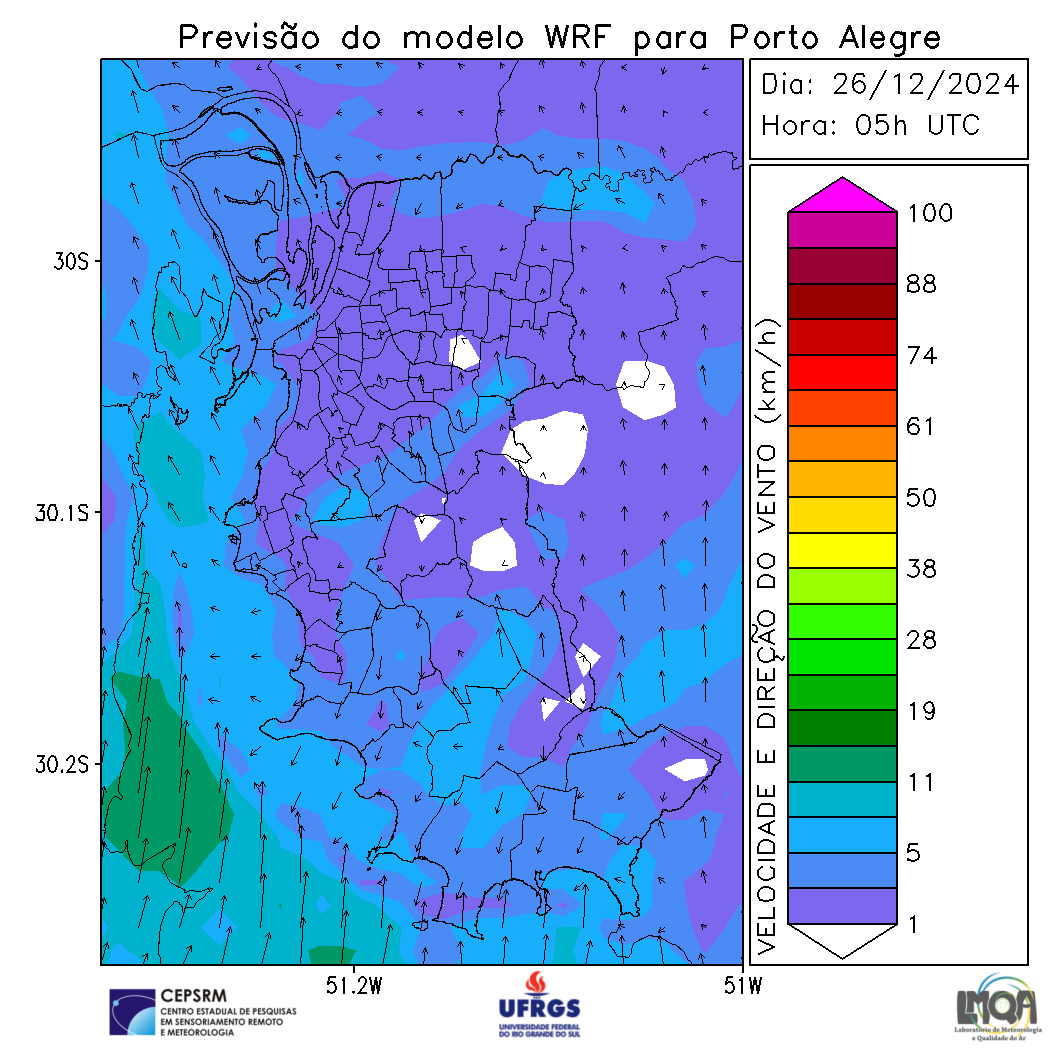 Previsão do modelo WRF para Porto Alegre
Dia: 26/12/2024
Hora: 05h UTC
30S
30.1S
30.2S
51.2W
51W
VELOCIDADE E DIREÇÃO DO VENTO (km/h)
100
88
74
61
50
38
28
19
11
5
1
CEPSRM
CENTRO ESTADUAL DE PESQUISAS
EM SENSORIAMENTO REMOTO
E METEOROLOGIA
UFRGS
UNIVERSIDADE FEDERAL
DO RIO GRANDE DO SUL
LMQA
Laboratório de Meteorologia
e Qualidade do Ar